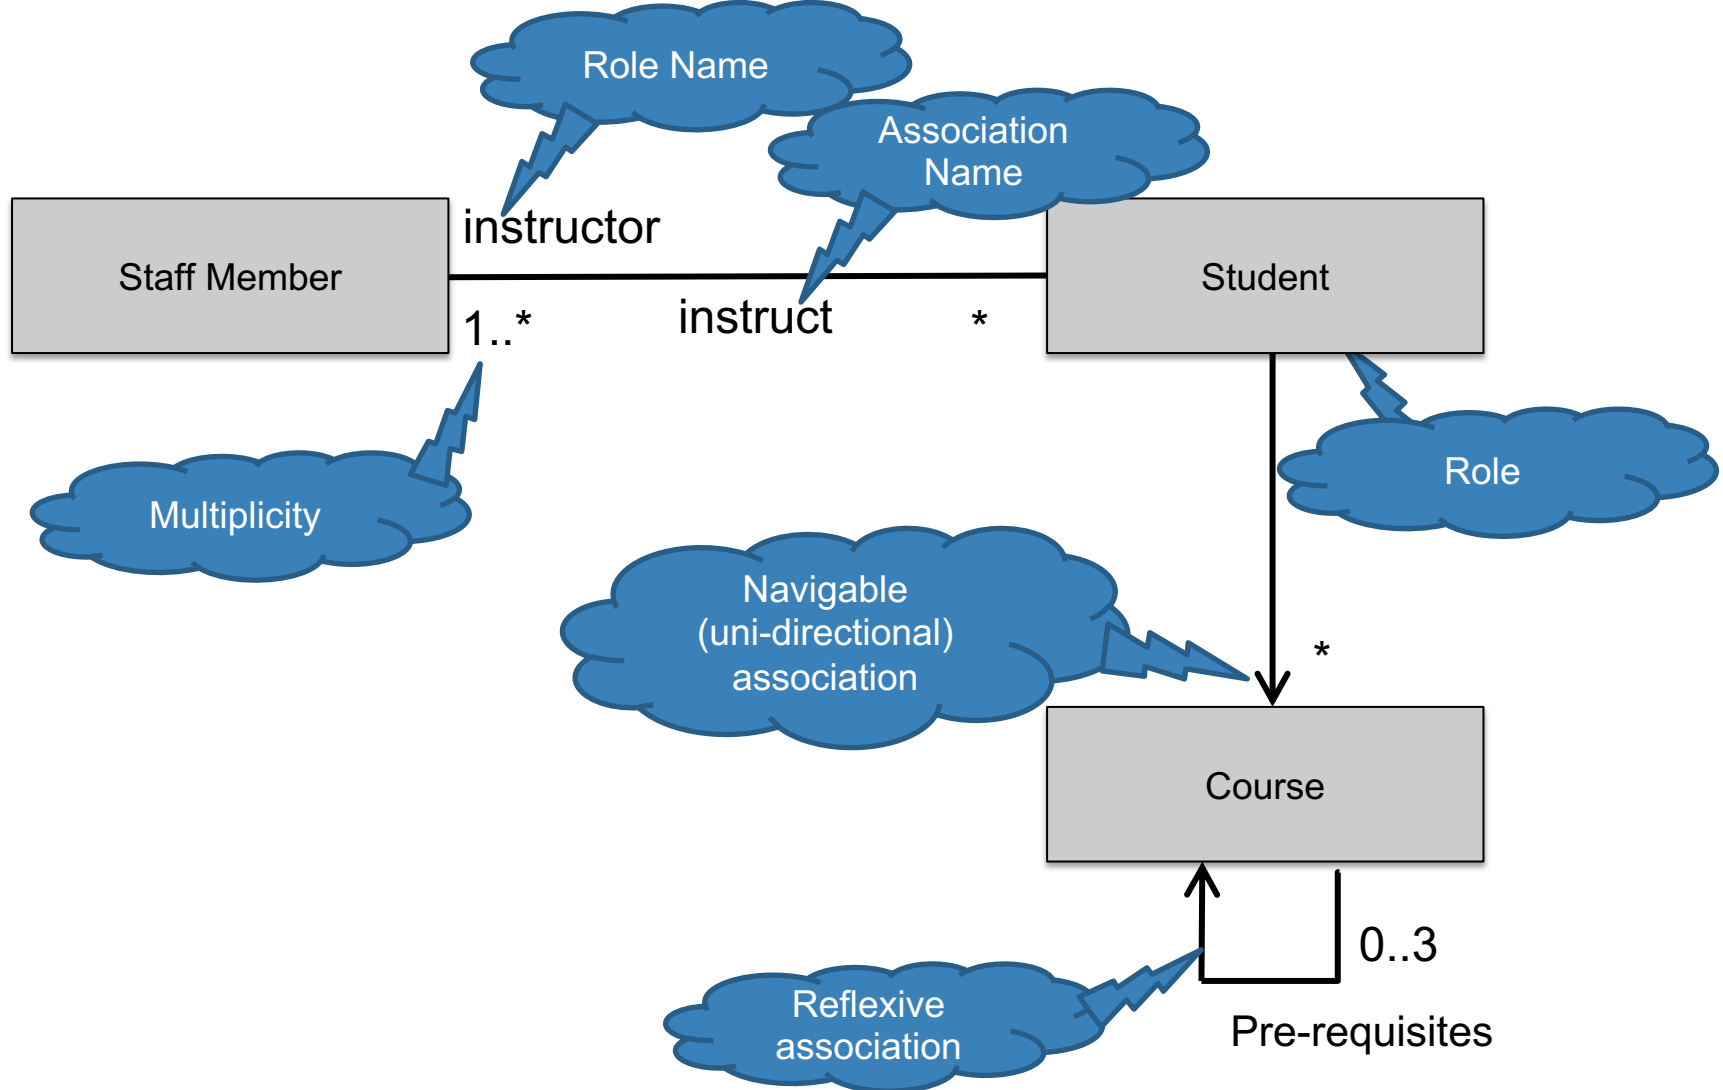 Role Name
Association
Name
instructor
Staff Member
Student
1..*
instruct
*
Role
Multiplicity
Navigable
(uni-directional)
association
*
Course
0..3
Reflexive
association
Pre-requisites